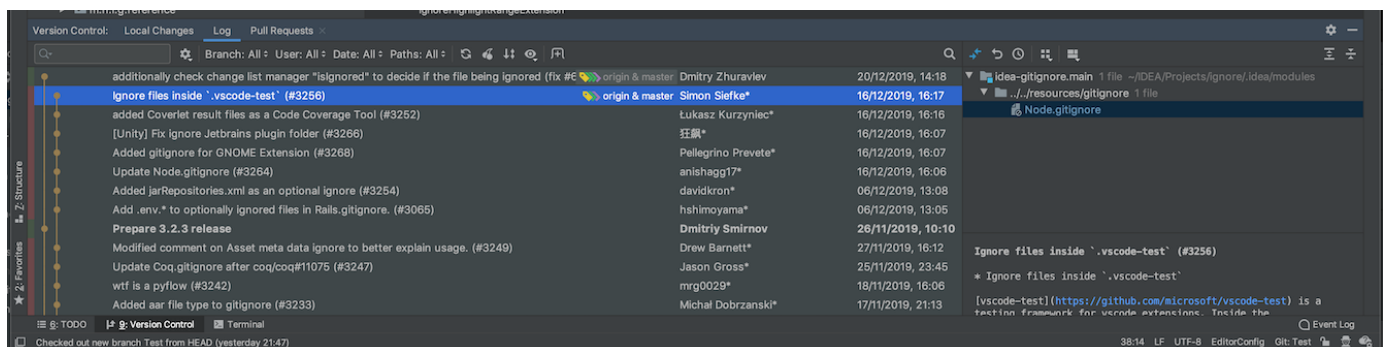 m.h.i.g.reference
IgnoreHighlightRangeExtension
Version Control: Local Changes Log Pull Requests
Branch: All User: All Date: All Paths: All
additionally check change list manager "isIgnored" to decide if the file being ignored (fix #6 origin & master Dmitry Zhuravlev 20/12/2019, 14:18
Ignore files inside `.vscode-test` (#3256) origin & master Simon Siefke* 16/12/2019, 16:17
added Coverlet result files as a Code Coverage Tool (#3252) Łukasz Kurzyniec* 16/12/2019, 16:16
[Unity] Fix ignore Jetbrains plugin folder (#3266) 狂飙* 16/12/2019, 16:07
Added gitignore for GNOME Extension (#3268) Pellegrino Prevete* 16/12/2019, 16:07
Update Node.gitignore (#3264) anishagg17* 16/12/2019, 16:06
Added jarRepositories.xml as an optional ignore (#3254) davidkron* 06/12/2019, 13:08
Add .env.* to optionally ignored files in Rails.gitignore. (#3065) hshimoyama* 06/12/2019, 13:05
Prepare 3.2.3 release Dmitriy Smirnov 26/11/2019, 10:10
Modified comment on Asset meta data ignore to better explain usage. (#3249) Drew Barnett* 27/11/2019, 16:12
Update Coq.gitignore after coq/coq#11075 (#3247) Jason Gross* 25/11/2019, 23:45
wtf is a pyflow (#3242) mrg0029* 18/11/2019, 16:06
Added aar file type to gitignore (#3233) Michał Dobrzanski* 17/11/2019, 21:13
idea-gitignore.main 1 file ~/IDEA/Projects/ignore/.idea/modules
../../resources/gitignore 1 file
Node.gitignore
Ignore files inside `.vscode-test` (#3256)
* Ignore files inside `.vscode-test`
[vscode-test](https://github.com/microsoft/vscode-test) is a
testing framework for vscode extensions. Inside the
Z: Structure
2: Favorites
6: TODO 9: Version Control Terminal Event Log
Checked out new branch Test from HEAD (yesterday 21:47) 38:14 LF UTF-8 EditorConfig Git: Test